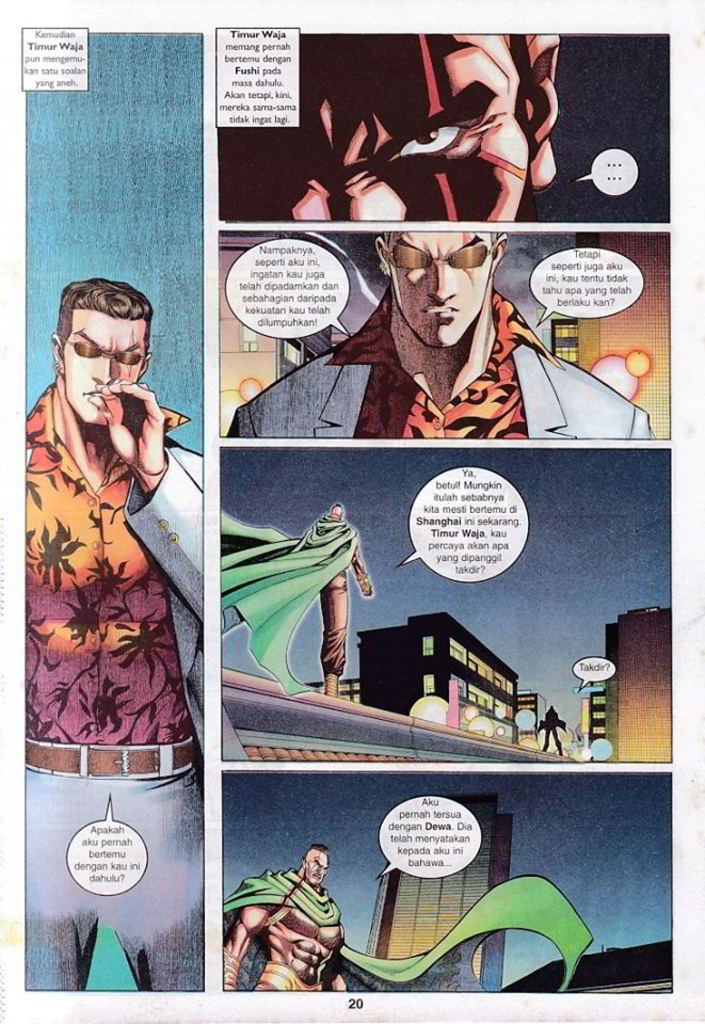 Kemudian
Timur Waja
pun mengemu-
kan satu soalan
yang aneh.
Apakah
aku pernah
bertemu
dengan kau ini
dahulu?
Timur Waja
memang pernah
bertemu dengan
Fushi pada
masa dahulu.
Akan tetapi, kini,
mereka sama-sama
tidak ingat lagi.
...
...
Nampaknya,
seperti aku ini,
ingatan kau juga
telah dipadamkan dan
sebahagian daripada
kekuatan kau telah
dilumpuhkan!
Tetapi
seperti juga aku
ini, kau tentu tidak
tahu apa yang telah
berlaku kan?
Ya,
betul! Mungkin
itulah sebabnya
kita mesti bertemu di
Shanghai ini sekarang.
Timur Waja, kau
percaya akan apa
yang dipanggil
takdir?
Takdir?
Aku
pernah tersua
dengan Dewa. Dia
telah menyatakan
kepada aku ini
bahawa...
20